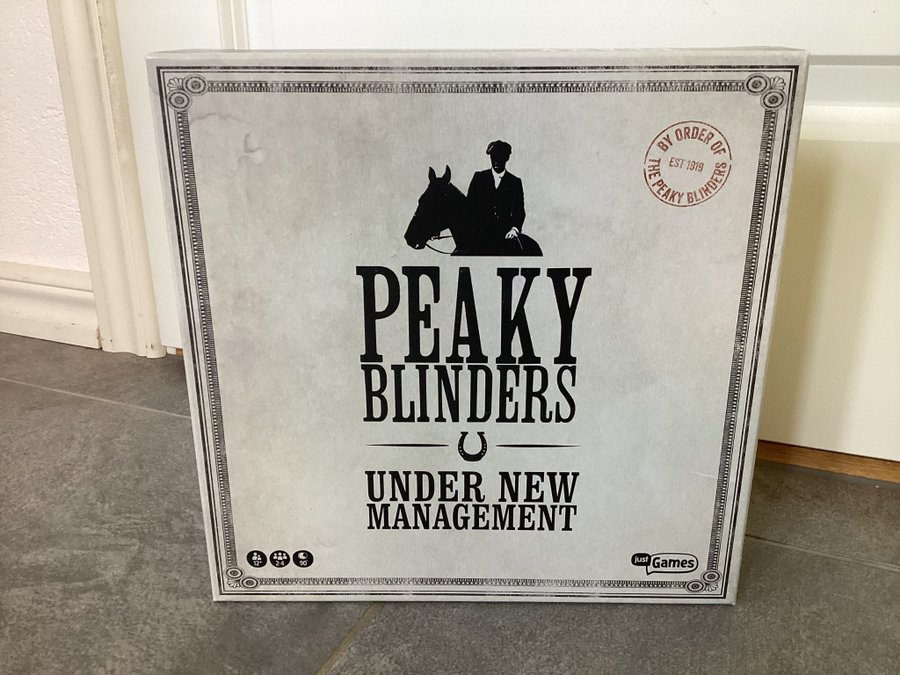 BY ORDER OF
EST 1919
THE PEAKY BLINDERS
PEAKY
BLINDERS
UNDER NEW
MANAGEMENT
12+ 2-4 90'
just Games